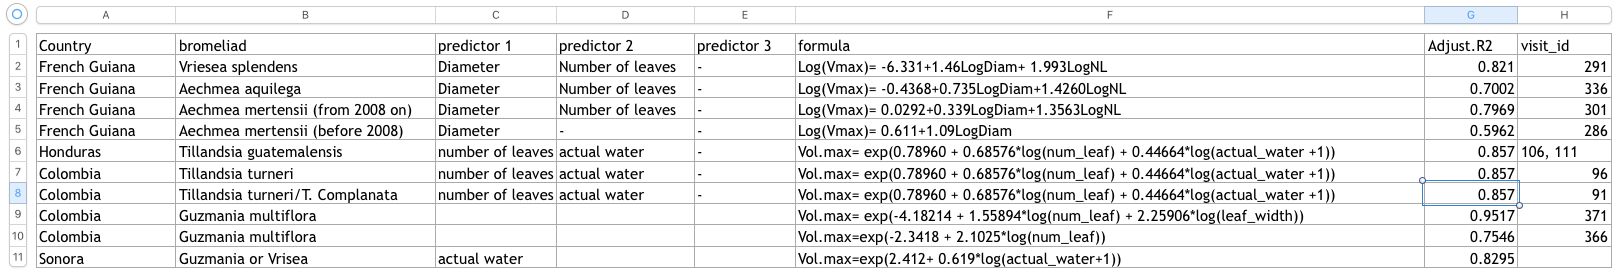 A B C D E F G H
1 Country bromeliad predictor 1 predictor 2 predictor 3 formula Adjust.R2 visit_id
2 French Guiana Vriesea splendens Diameter Number of leaves - Log(Vmax)= -6.331+1.46LogDiam+ 1.993LogNL 0.821 291
3 French Guiana Aechmea aquilega Diameter Number of leaves - Log(Vmax)= -0.4368+0.735LogDiam+1.4260LogNL 0.7002 336
4 French Guiana Aechmea mertensii (from 2008 on) Diameter Number of leaves - Log(Vmax)= 0.0292+0.339LogDiam+1.3563LogNL 0.7969 301
5 French Guiana Aechmea mertensii (before 2008) Diameter - - Log(Vmax)= 0.611+1.09LogDiam 0.5962 286
6 Honduras Tillandsia guatemalensis number of leaves actual water - Vol.max= exp(0.78960 + 0.68576*log(num_leaf) + 0.44664*log(actual_water +1)) 0.857 106, 111
7 Colombia Tillandsia turneri number of leaves actual water - Vol.max= exp(0.78960 + 0.68576*log(num_leaf) + 0.44664*log(actual_water +1)) 0.857 96
8 Colombia Tillandsia turneri/T. Complanata number of leaves actual water - Vol.max= exp(0.78960 + 0.68576*log(num_leaf) + 0.44664*log(actual_water +1)) 0.857 91
9 Colombia Guzmania multiflora Vol.max= exp(-4.18214 + 1.55894*log(num_leaf) + 2.25906*log(leaf_width)) 0.9517 371
10 Colombia Guzmania multiflora Vol.max=exp(-2.3418 + 2.1025*log(num_leaf)) 0.7546 366
11 Sonora Guzmania or Vrisea actual water Vol.max=exp(2.412+ 0.619*log(actual_water+1)) 0.8295